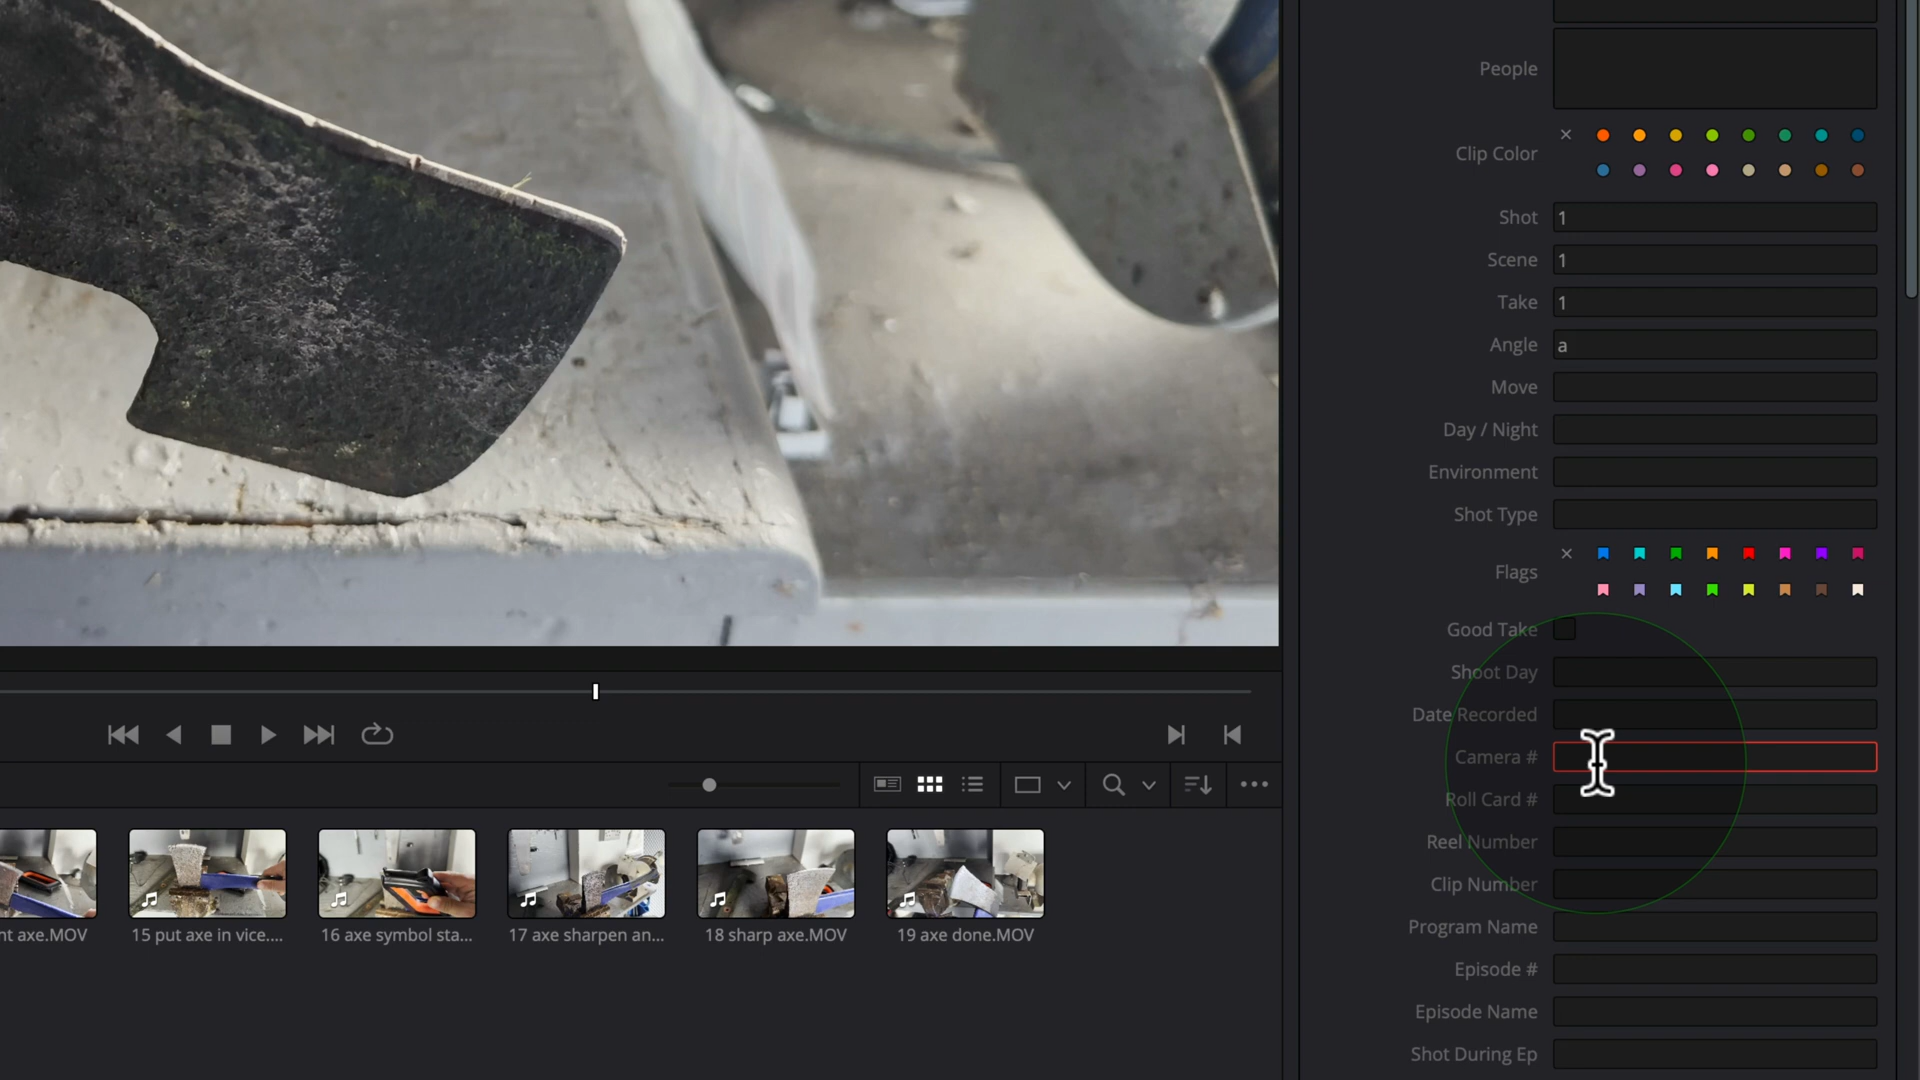 People
Clip Color
Shot 1
Scene 1
Take 1
Angle a
Move
Day / Night
Environment
Shot Type
Flags
Good Take
Shoot Day
Date Recorded
Camera #
Roll Card #
Reel Number
Clip Number
Program Name
Episode #
Episode Name
Shot During Ep
nt axe.MOV
15 put axe in vice....
16 axe symbol sta...
17 axe sharpen an...
18 sharp axe.MOV
19 axe done.MOV